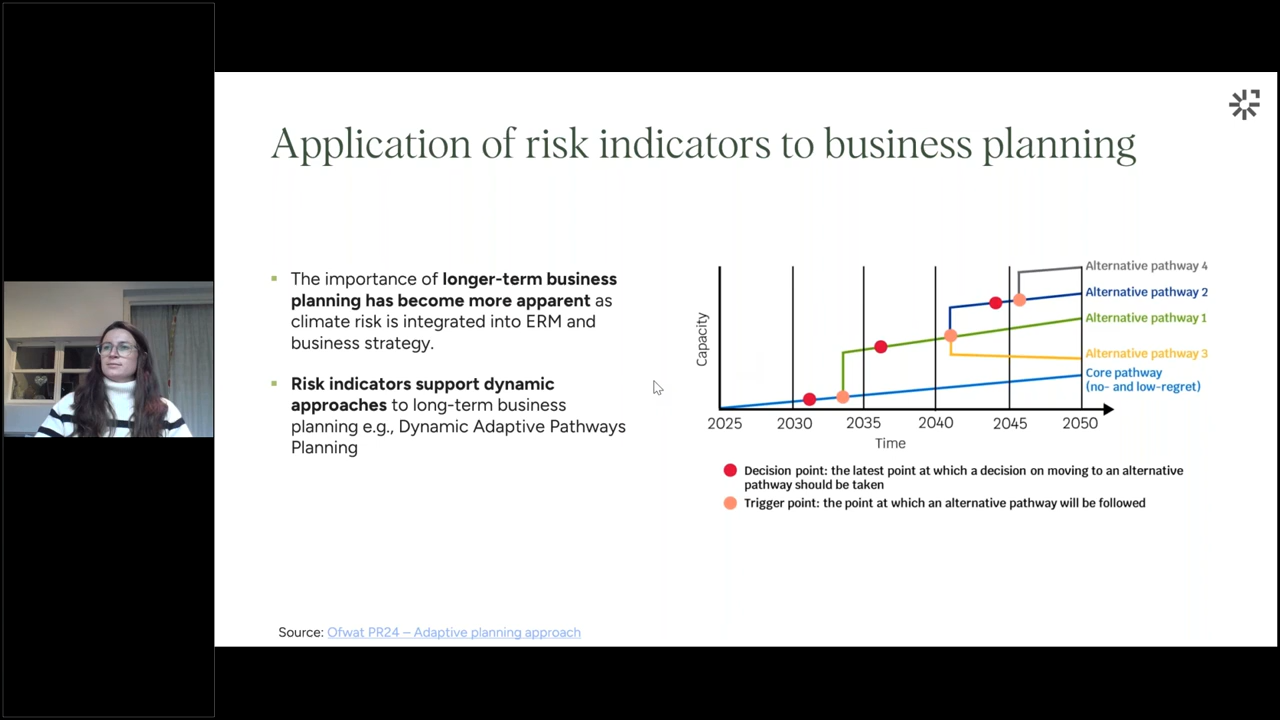 Application of risk indicators to business planning
The importance of longer-term business
planning has become more apparent as
climate risk is integrated into ERM and
business strategy.
Risk indicators support dynamic
approaches to long-term business
planning e.g., Dynamic Adaptive Pathways
Planning
Capacity
Alternative pathway 4
Alternative pathway 2
Alternative pathway 1
Alternative pathway 3
Core pathway
(no- and low-regret)
2025 2030 2035 2040 2045 2050
Time
Decision point: the latest point at which a decision on moving to an alternative
pathway should be taken
Trigger point: the point at which an alternative pathway will be followed
Source: Ofwat PR24 – Adaptive planning approach